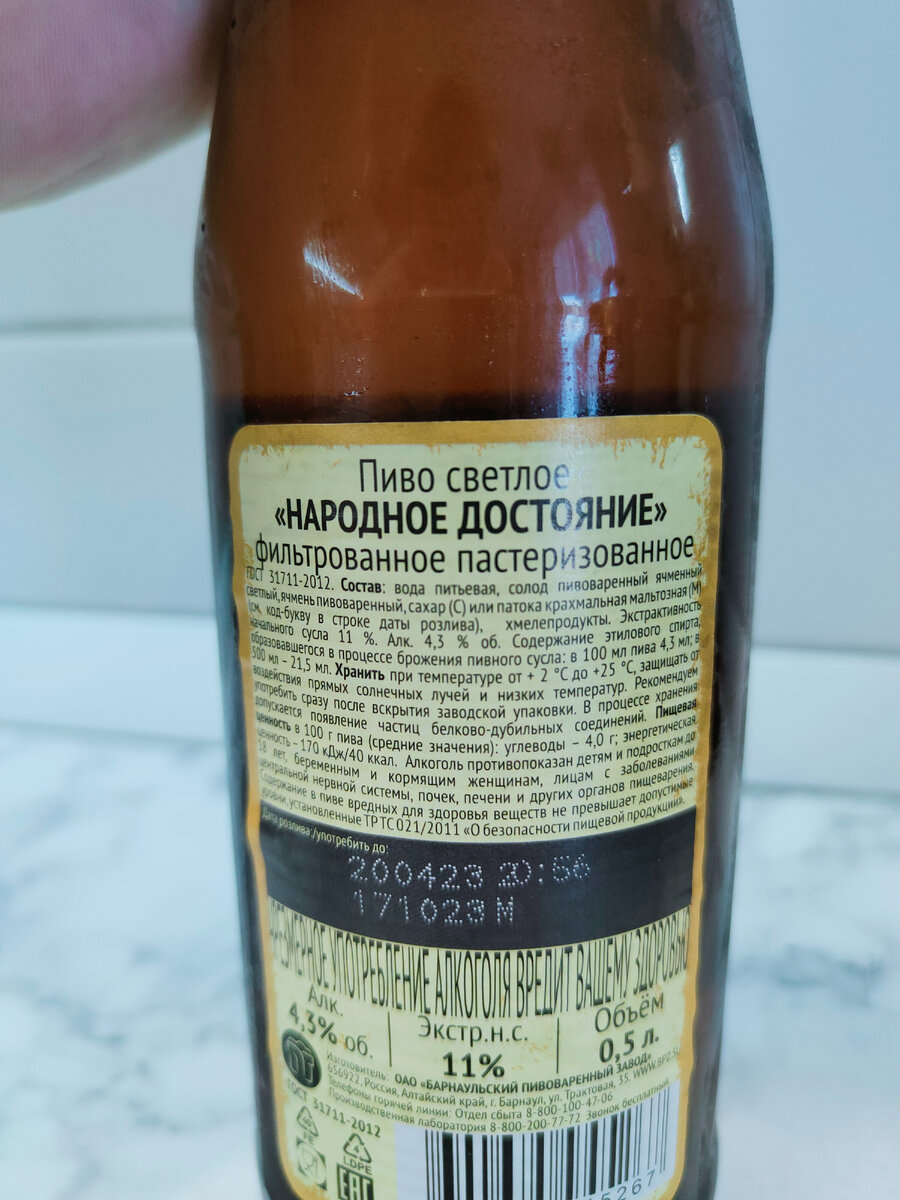 Пиво светлое
«НАРОДНОЕ ДОСТОЯНИЕ»
фильтрованное пастеризованное
ГОСТ 31711-2012. Состав: вода питьевая, солод пивоваренный ячменный
светлый, ячмень пивоваренный, сахар (С) или патока крахмальная мальтозная (М)
(см. код-букву в строке даты розлива), хмелепродукты. Экстрактивность
начального сусла 11 %. Алк. 4,3 % об. Содержание этилового спирта,
образовавшегося в процессе брожения пивного сусла: в 100 мл пива 4,3 мл; в
500 мл – 21,5 мл. Хранить при температуре от + 2 °С до +25 °С, защищать от
воздействия прямых солнечных лучей и низких температур. Рекомендуем
употребить сразу после вскрытия заводской упаковки. В процессе хранения
допускается появление частиц белково-дубильных соединений. Пищевая
ценность в 100 г пива (средние значения): углеводы – 4,0 г; энергетическая
ценность – 170 кДж/40 ккал. Алкоголь противопоказан детям и подросткам до
18 лет, беременным и кормящим женщинам, лицам с заболеваниями
центральной нервной системы, почек, печени и других органов пищеварения.
Содержание в пиве вредных для здоровья веществ не превышает допустимые
уровни, установленные ТР ТС 021/2011 «О безопасности пищевой продукции».
Дата розлива:/употребить до:
200423 20:56
171023 М
ЧРЕЗМЕРНОЕ УПОТРЕБЛЕНИЕ АЛКОГОЛЯ ВРЕДИТ ВАШЕМУ ЗДОРОВЬЮ
Алк.
4,3% об.
Экстр.н.с.
11%
Объём
0,5 л.
Изготовитель: ОАО «БАРНАУЛЬСКИЙ ПИВОВАРЕННЫЙ ЗАВОД»
656922, Россия, Алтайский край, г. Барнаул, ул. Трактовая, 35. WWW.BPZ.SU
Телефоны горячей линии: Отдел сбыта 8-800-100-47-06
Производственная лаборатория 8-800-200-77-72 Звонок бесплатный.
ГОСТ 31711-2012
4
LDPE
EAC
5267